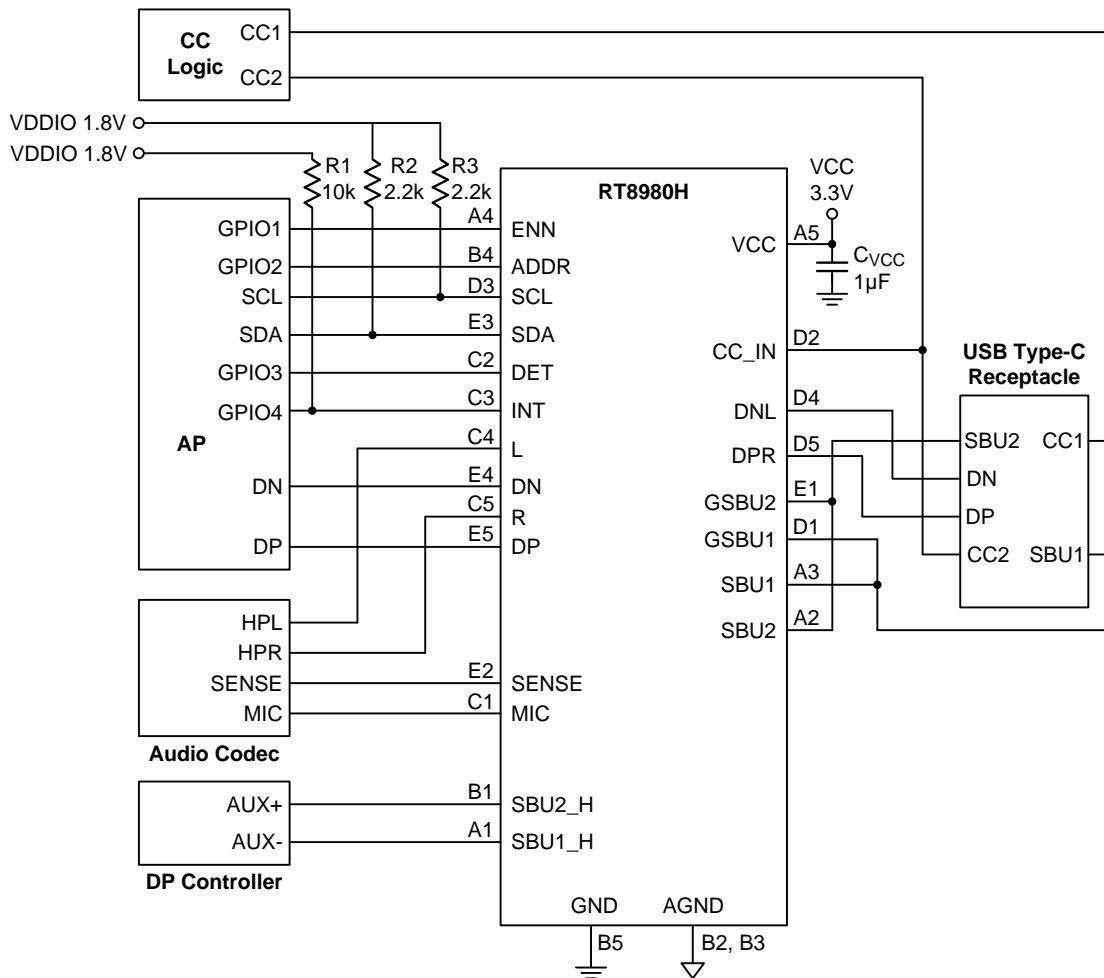 CC Logic
CC1
CC2
VDDIO 1.8V
VDDIO 1.8V
R1
10k
R2
2.2k
R3
2.2k
AP
GPIO1
GPIO2
SCL
SDA
GPIO3
GPIO4
DN
DP
A4
B4
D3
E3
C2
C3
C4
E4
C5
E5
RT8980H
ENN
ADDR
SCL
SDA
DET
INT
L
DN
R
DP
SENSE
MIC
SBU2_H
SBU1_H
HPL
HPR
SENSE
MIC
Audio Codec
E2
C1
AUX+
AUX-
DP Controller
B1
A1
GND
AGND
B5
B2, B3
VCC
3.3V
VCC
A5
CVCC
1µF
CC_IN
D2
DNL
D4
DPR
D5
GSBU2
E1
GSBU1
D1
SBU1
A3
SBU2
A2
USB Type-C
Receptacle
SBU2
DN
DP
CC2
CC1
SBU1